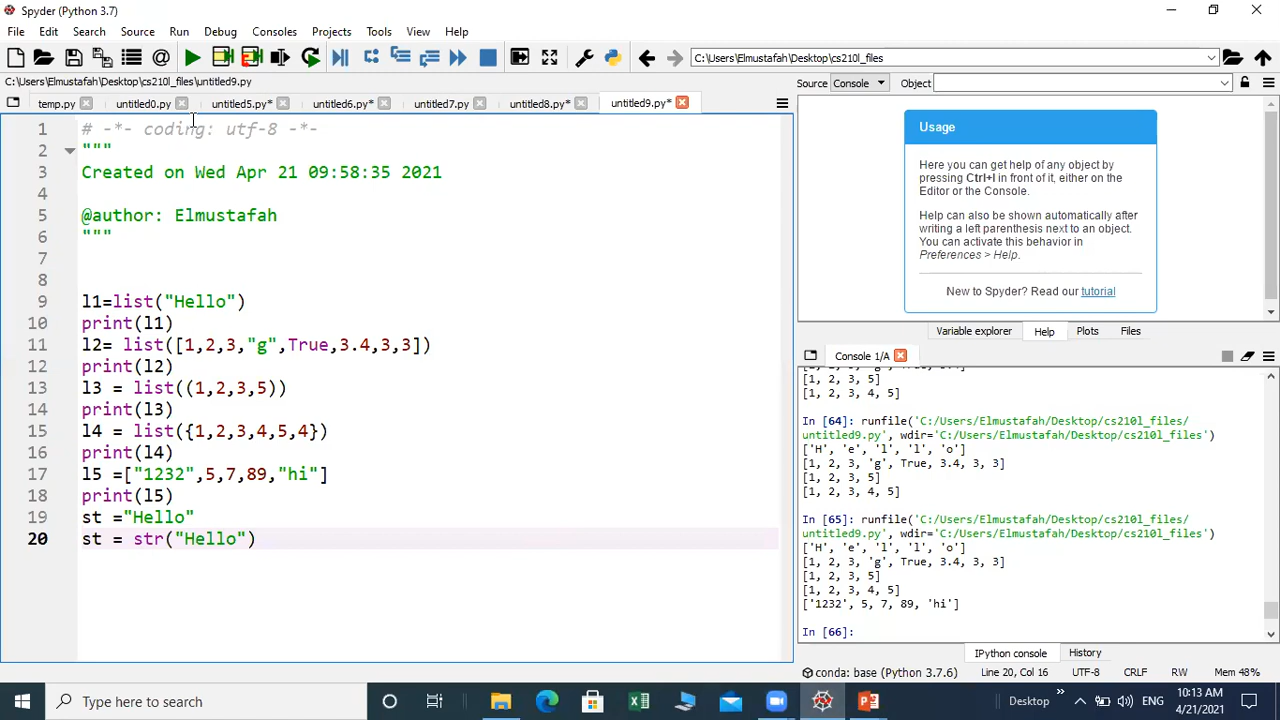 Spyder (Python 3.7)
File Edit Search Source Run Debug Consoles Projects Tools View Help
C:\Users\Elmustafah\Desktop\cs210l_files
C:\Users\Elmustafah\Desktop\cs210l_files\untitled9.py
temp.py untitled0.py untitled5.py* untitled6.py* untitled7.py untitled8.py* untitled9.py*
1 # -*- coding: utf-8 -*-
2 """
3 Created on Wed Apr 21 09:58:35 2021
4
5 @author: Elmustafah
6 """
7
8
9 l1=list("Hello")
10 print(l1)
11 l2= list([1,2,3,"g",True,3.4,3,3])
12 print(l2)
13 l3 = list((1,2,3,5))
14 print(l3)
15 l4 = list({1,2,3,4,5,4})
16 print(l4)
17 l5 =["1232",5,7,89,"hi"]
18 print(l5)
19 st ="Hello"
20 st = str("Hello")
Source Console Object
Usage
Here you can get help of any object by
pressing Ctrl+I in front of it, either on the
Editor or the Console.
Help can also be shown automatically after
writing a left parenthesis next to an object.
You can activate this behavior in
Preferences > Help.
New to Spyder? Read our tutorial
Variable explorer Help Plots Files
Console 1/A
[1, 2, 3, 5]
[1, 2, 3, 4, 5]
In [64]: runfile('C:/Users/Elmustafah/Desktop/cs210l_files/
untitled9.py', wdir='C:/Users/Elmustafah/Desktop/cs210l_files')
['H', 'e', 'l', 'l', 'o']
[1, 2, 3, 'g', True, 3.4, 3, 3]
[1, 2, 3, 5]
[1, 2, 3, 4, 5]
In [65]: runfile('C:/Users/Elmustafah/Desktop/cs210l_files/
untitled9.py', wdir='C:/Users/Elmustafah/Desktop/cs210l_files')
['H', 'e', 'l', 'l', 'o']
[1, 2, 3, 'g', True, 3.4, 3, 3]
[1, 2, 3, 5]
[1, 2, 3, 4, 5]
['1232', 5, 7, 89, 'hi']
In [66]:
IPython console History
conda: base (Python 3.7.6) Line 20, Col 16 UTF-8 CRLF RW Mem 48%
Type here to search
Desktop ENG
10:13 AM
4/21/2021